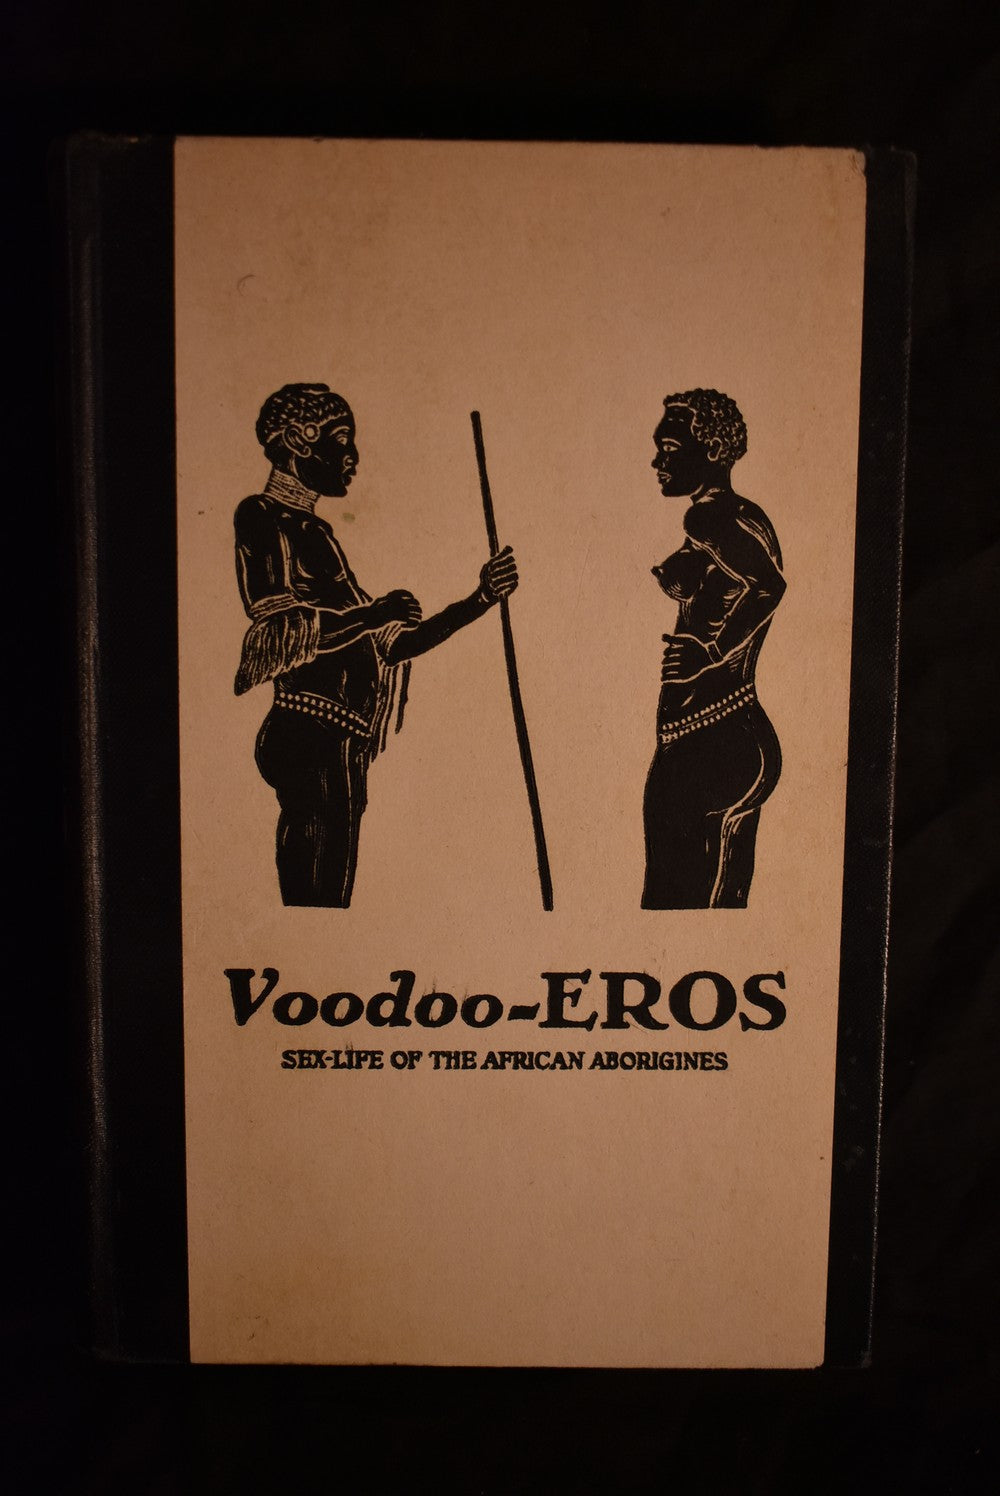 Voodoo-EROS
SEX-LIFE OF THE AFRICAN ABORIGINES